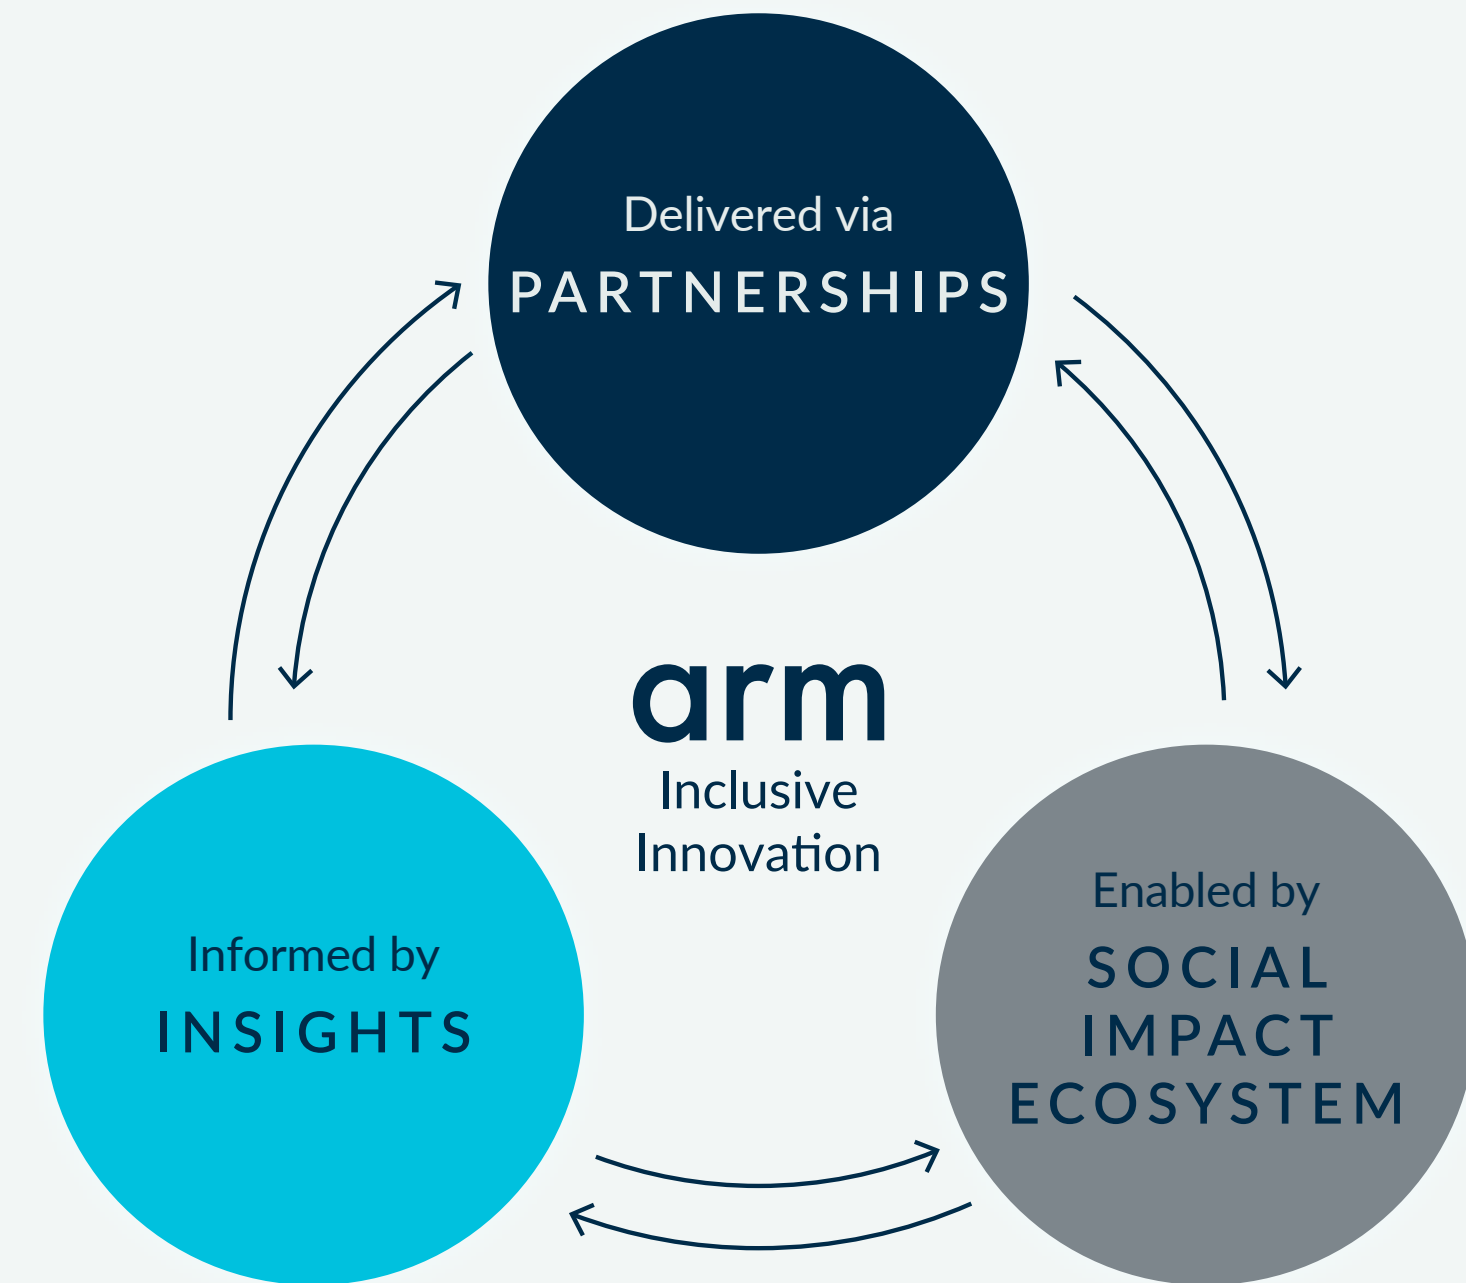 Delivered via
PARTNERSHIPS
arm
Inclusive
Innovation
Informed by
INSIGHTS
Enabled by
SOCIAL
IMPACT
ECOSYSTEM